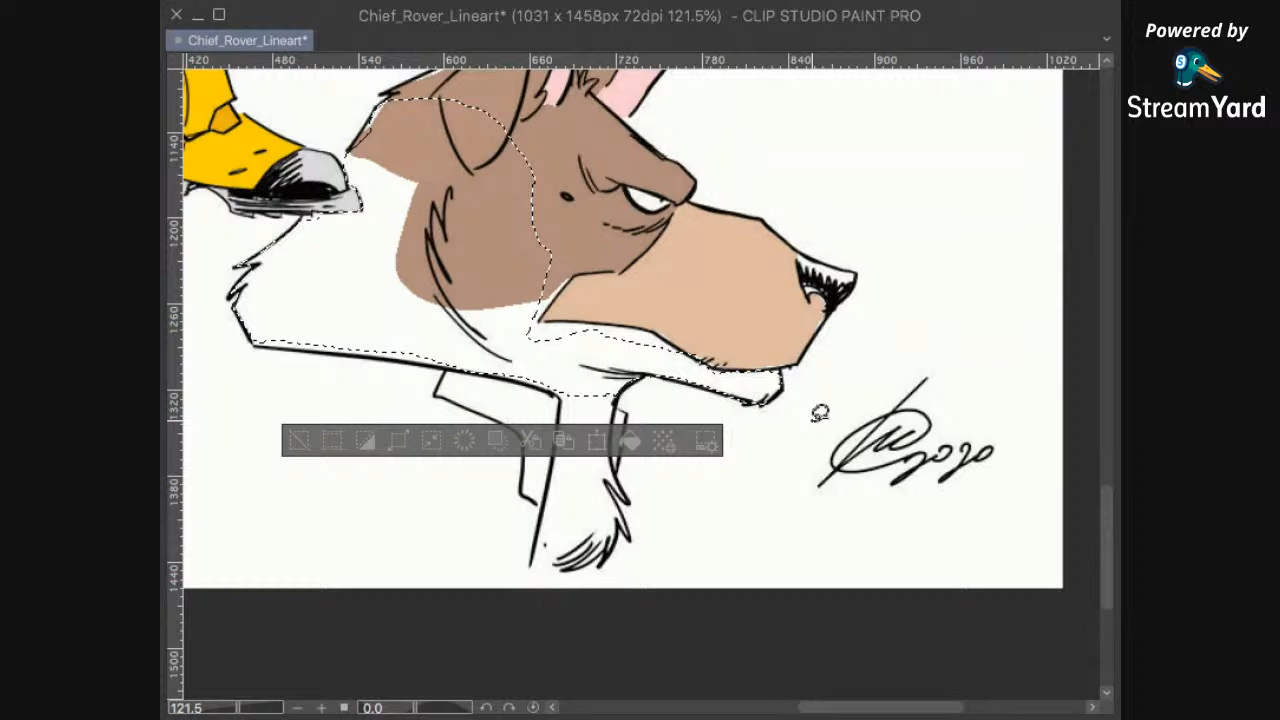 Chief_Rover_Lineart* (1031 x 1458px 72dpi 121.5%) - CLIP STUDIO PAINT PRO
Powered by
StreamYard
Chief_Rover_Lineart*
420 480 540 600 660 720 780 840 900 960 1020
1140
1200
1260
1320
1380
1440
1500
2020
121.5
0.0